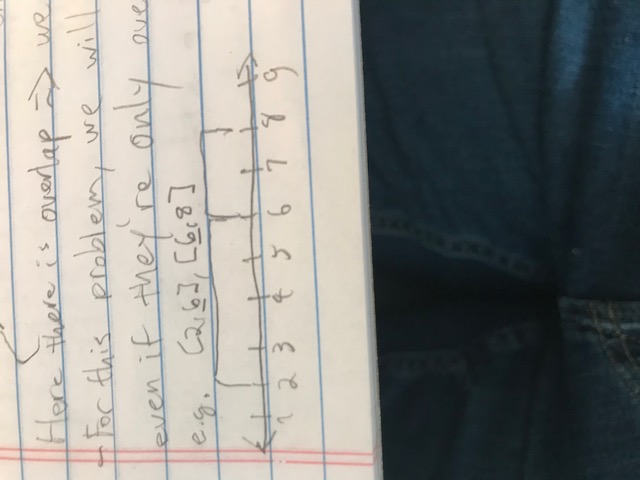 Here there is overlap ⇒ we
- For this problem, we will
even if they're only ove
e.g. [2,6], [6,8]
1 2 3 4 5 6 7 8 9